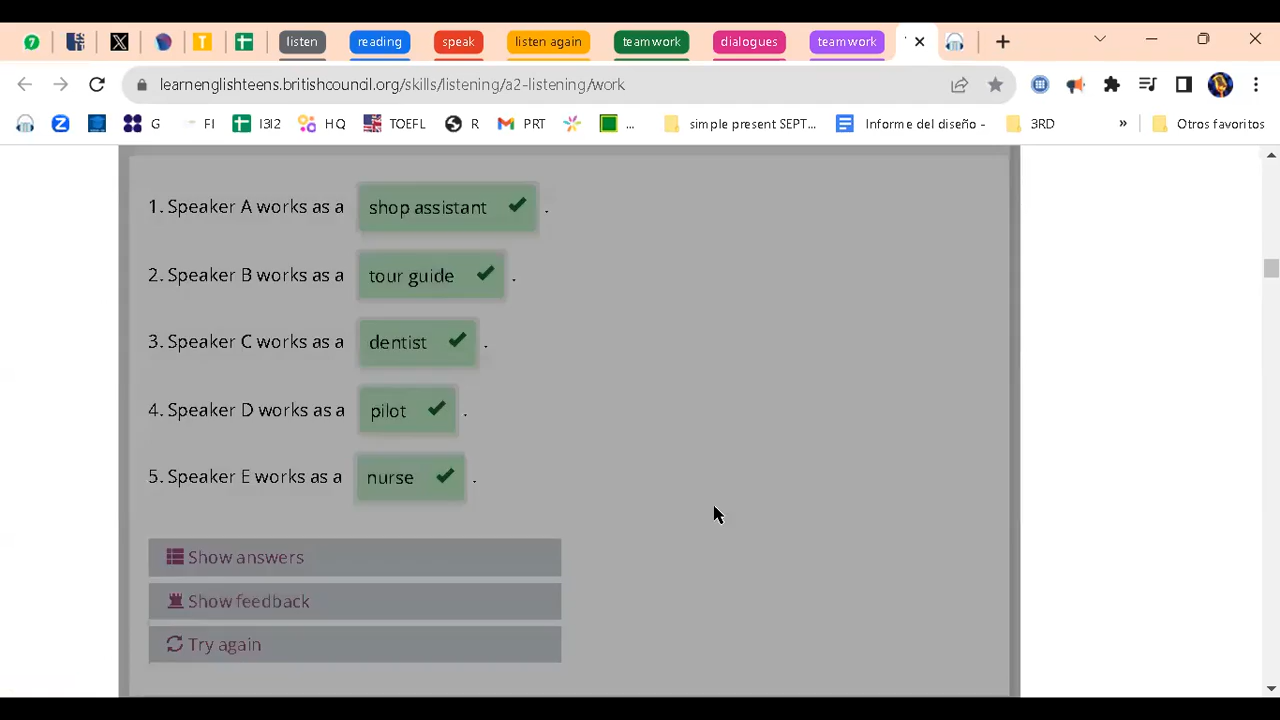 7 X T listen reading speak listen again teamwork dialogues teamwork
learnenglishteens.britishcouncil.org/skills/listening/a2-listening/work
G FI I3I2 HQ TOEFL R PRT ... simple present SEPT... Informe del diseño - 3RD » Otros favoritos
1. Speaker A works as a shop assistant .
2. Speaker B works as a tour guide .
3. Speaker C works as a dentist .
4. Speaker D works as a pilot .
5. Speaker E works as a nurse .
Show answers
Show feedback
Try again